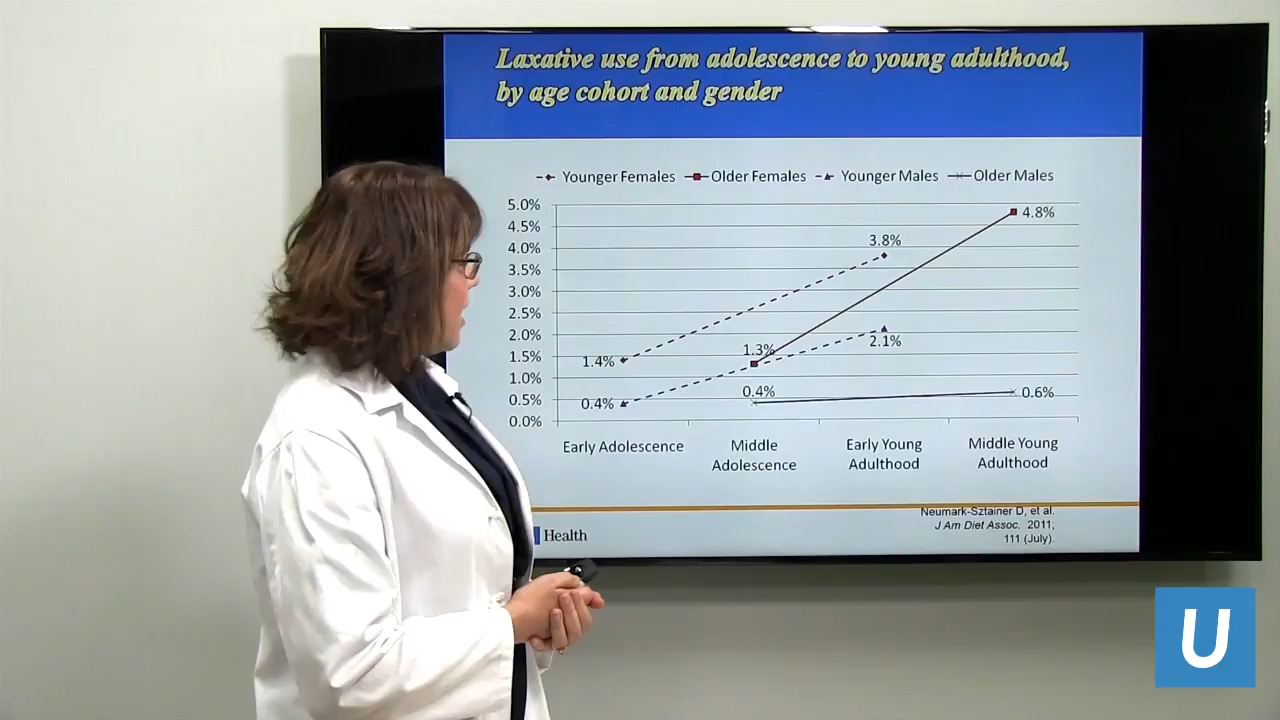 Laxative use from adolescence to young adulthood,
by age cohort and gender
Younger Females Older Females Younger Males Older Males
5.0%
4.5%
4.0%
3.5%
3.0%
2.5%
2.0%
1.5%
1.0%
0.5%
0.0%
4.8%
3.8%
1.4%
1.3%
2.1%
0.4%
0.4%
0.6%
Early Adolescence
Middle
Adolescence
Early Young
Adulthood
Middle Young
Adulthood
Neumark-Sztainer D, et al.
J Am Diet Assoc. 2011;
111 (July).
Health
U